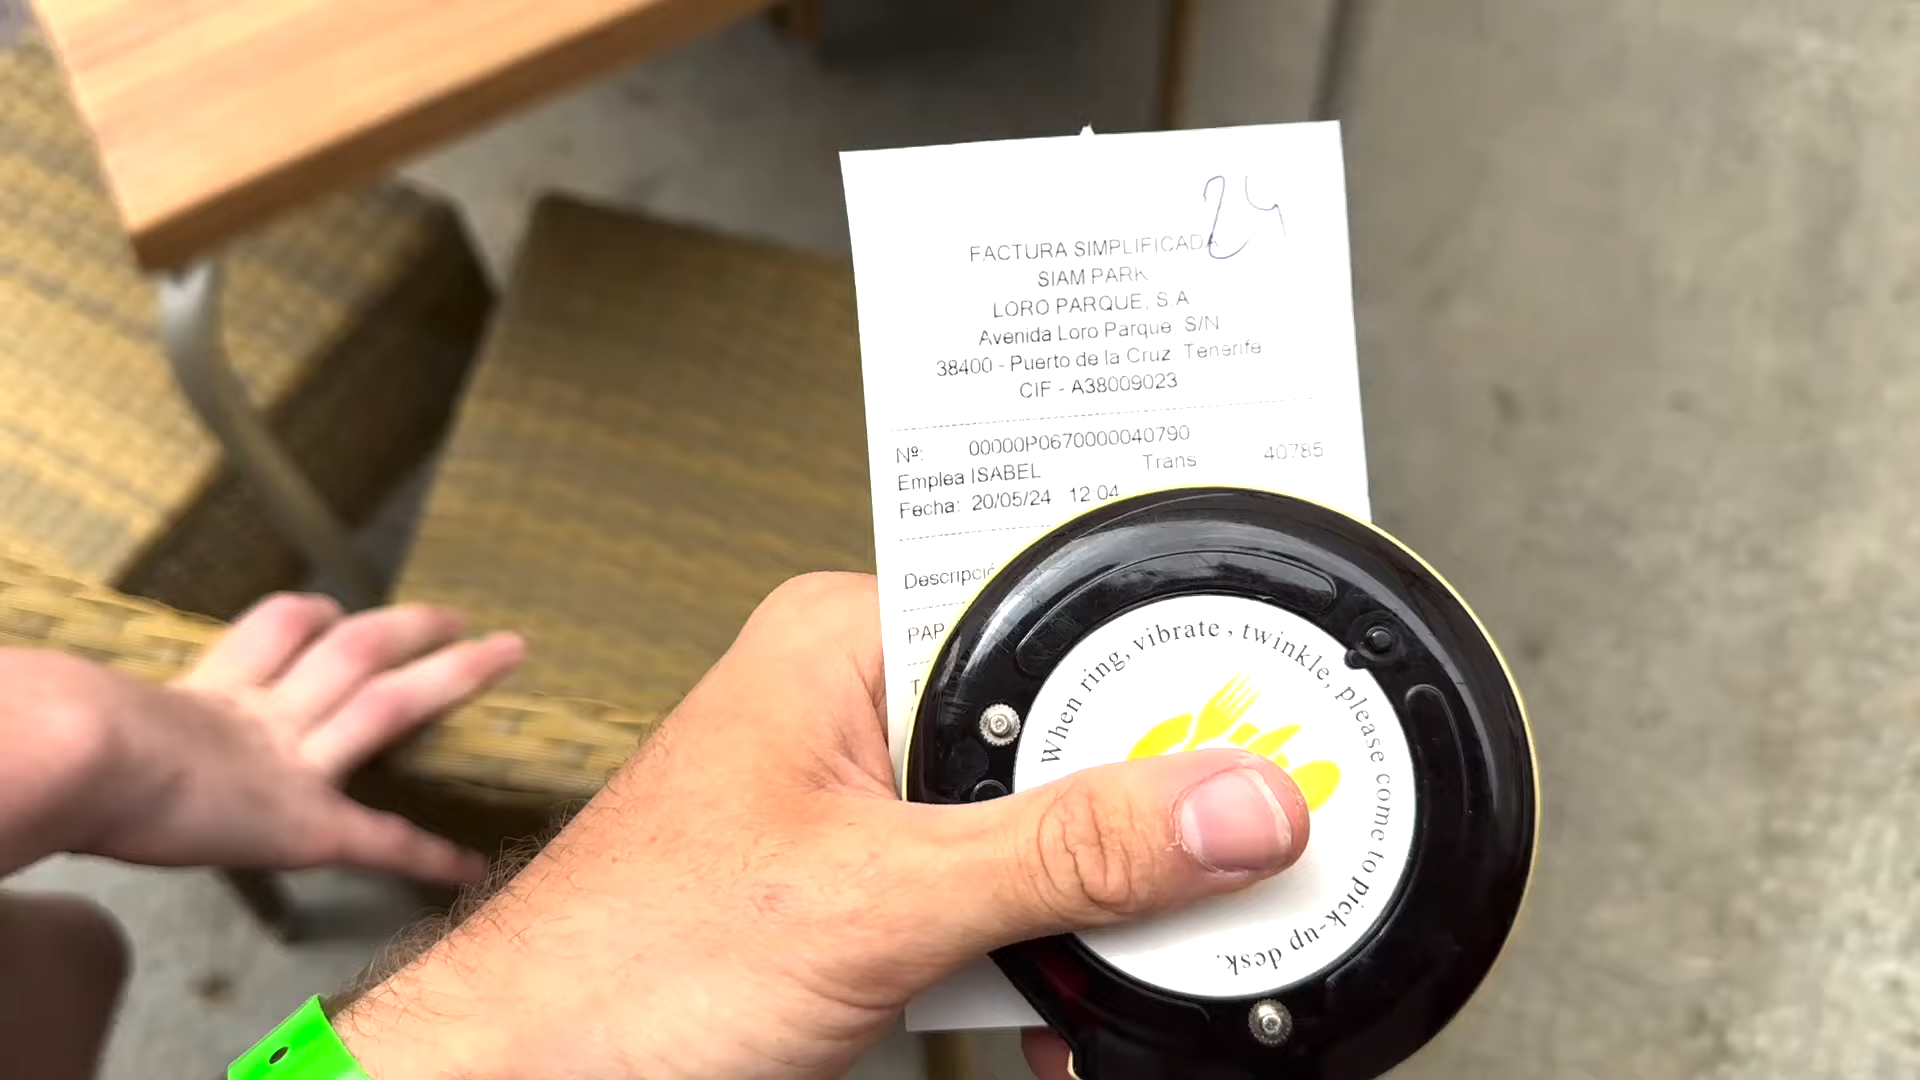 24
FACTURA SIMPLIFICADA
SIAM PARK
LORO PARQUE, S.A
Avenida Loro Parque S/N
38400 - Puerto de la Cruz Tenerife
CIF - A38009023
Nº: 00000P0670000040790
Emplea ISABEL Trans 40785
Fecha: 20/05/24 12:04
Descripció
PAP
T
When ring, vibrate, twinkle, please come to pick-up desk.